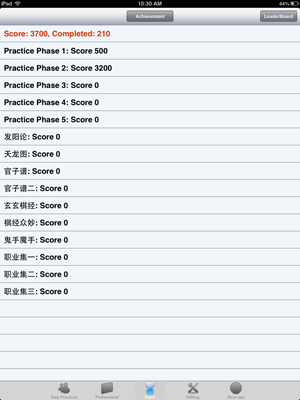 iPad
10:30 AM
44%
Achievement
LeaderBoard
Score: 3700, Completed: 210
Practice Phase 1: Score 500
Practice Phase 2: Score 3200
Practice Phase 3: Score 0
Practice Phase 4: Score 0
Practice Phase 5: Score 0
发阳论: Score 0
天龙图: Score 0
官子谱: Score 0
官子谱二: Score 0
玄玄棋经: Score 0
棋经众妙: Score 0
鬼手魔手: Score 0
职业集一: Score 0
职业集二: Score 0
职业集三: Score 0
Professional
Setting
More app